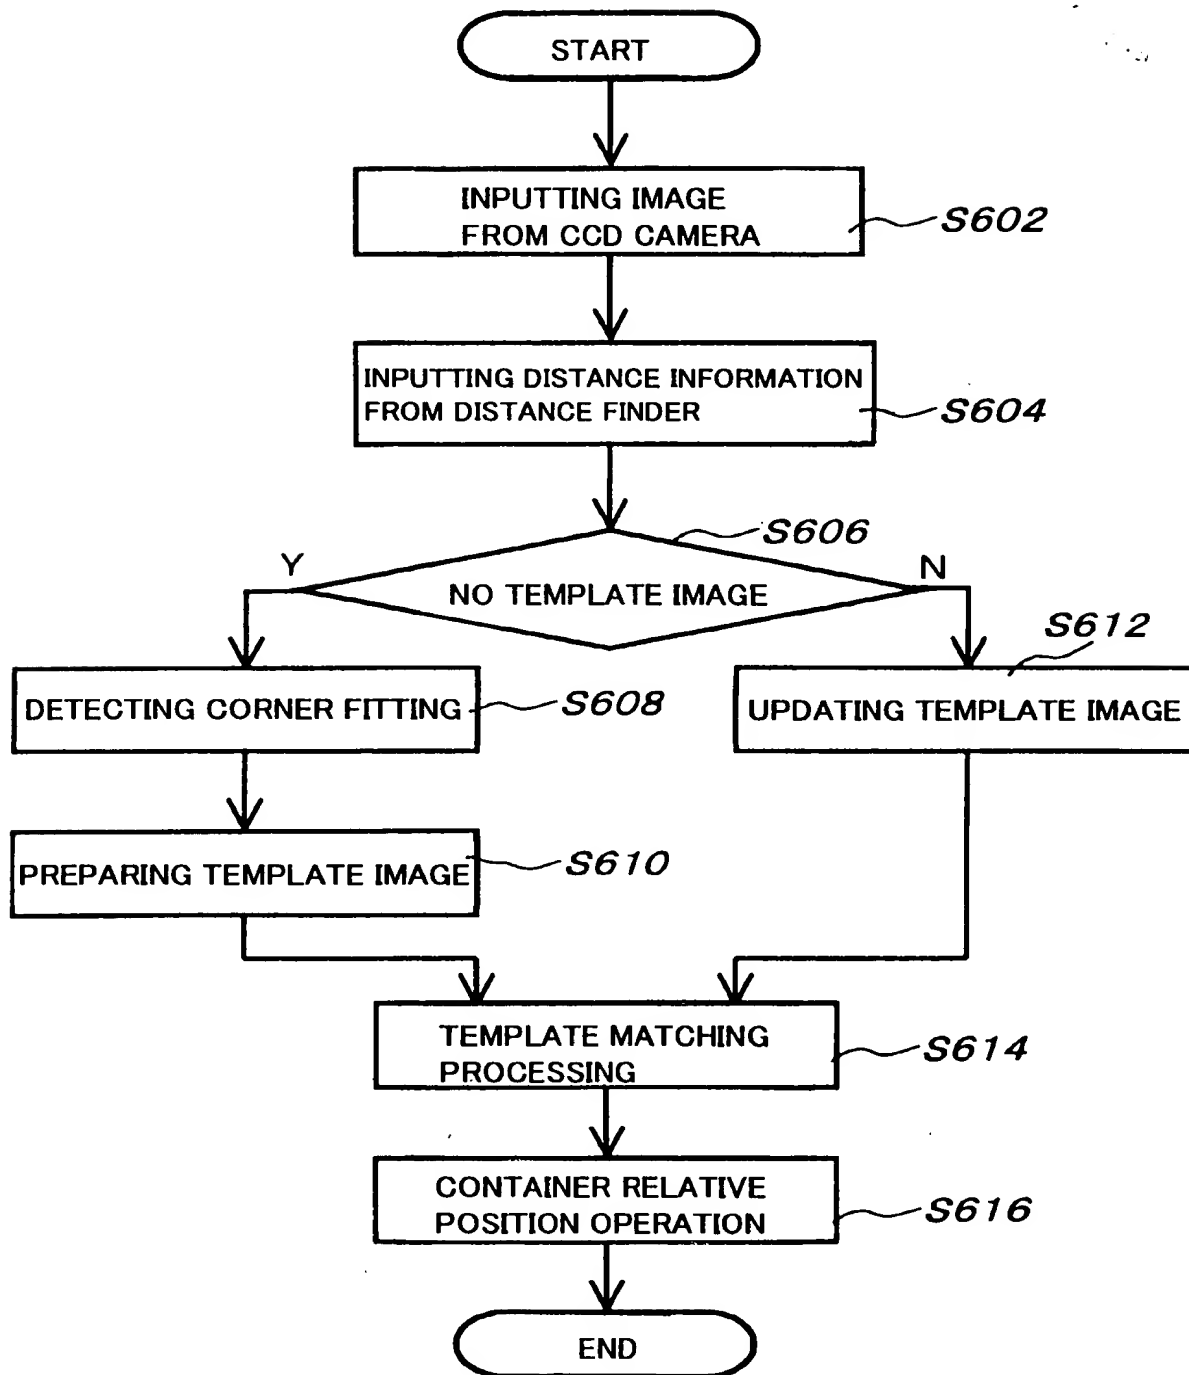 START
INPUTTING IMAGE
FROM CCD CAMERA
S602
INPUTTING DISTANCE INFORMATION
FROM DISTANCE FINDER
S604
S606
Y
NO TEMPLATE IMAGE
N
S612
DETECTING CORNER FITTING
S608
UPDATING TEMPLATE IMAGE
PREPARING TEMPLATE IMAGE
S610
TEMPLATE MATCHING
PROCESSING
S614
CONTAINER RELATIVE
POSITION OPERATION
S616
END